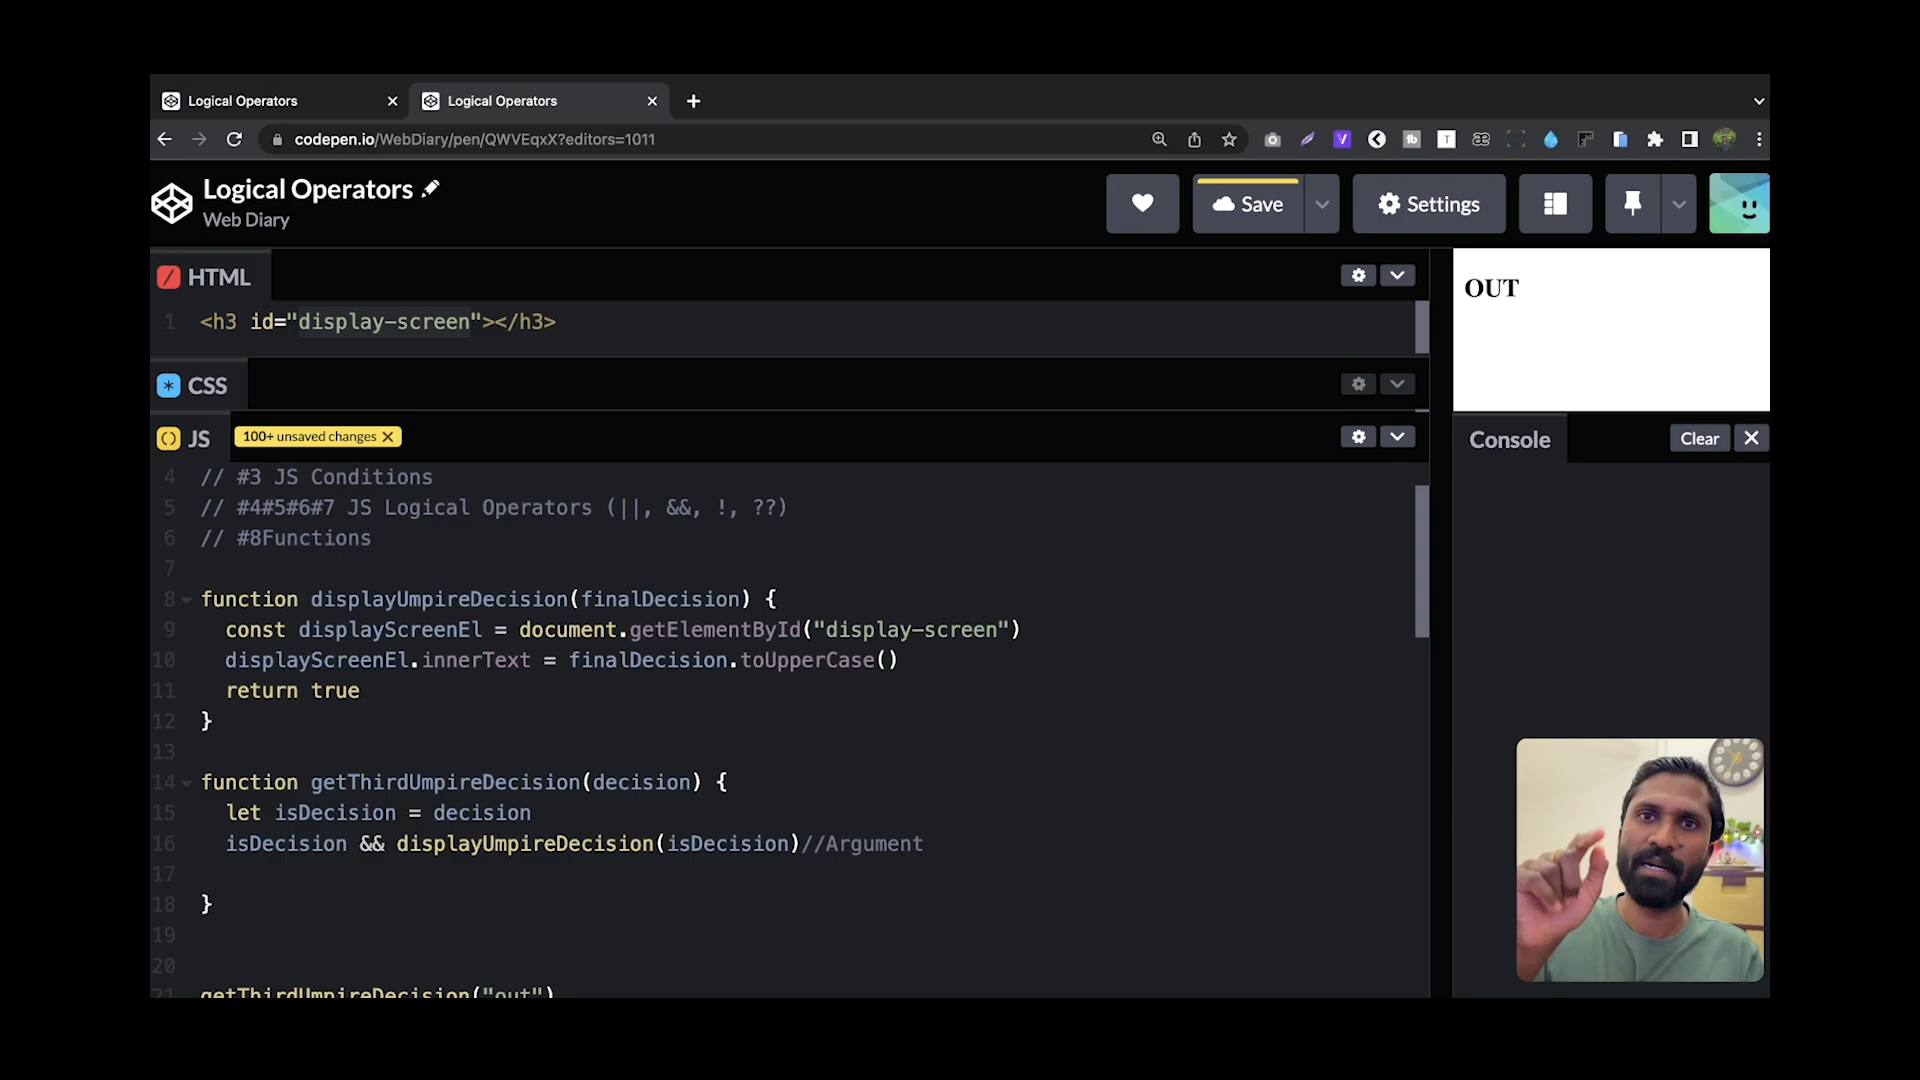 Logical Operators
Logical Operators
codepen.io/WebDiary/pen/QWVEqxX?editors=1011
Logical Operators
Web Diary
Save
Settings
HTML
1 <h3 id="display-screen"></h3>
CSS
JS
100+ unsaved changes
4 // #3 JS Conditions
5 // #4#5#6#7 JS Logical Operators (||, &&, !, ??)
6 // #8Functions
7
8 function displayUmpireDecision(finalDecision) {
9 const displayScreenEl = document.getElementById("display-screen")
10 displayScreenEl.innerText = finalDecision.toUpperCase()
11 return true
12 }
13
14 function getThirdUmpireDecision(decision) {
15 let isDecision = decision
16 isDecision && displayUmpireDecision(isDecision)//Argument
17
18 }
19
20
21 getThirdUmpireDecision("out")
OUT
Console
Clear